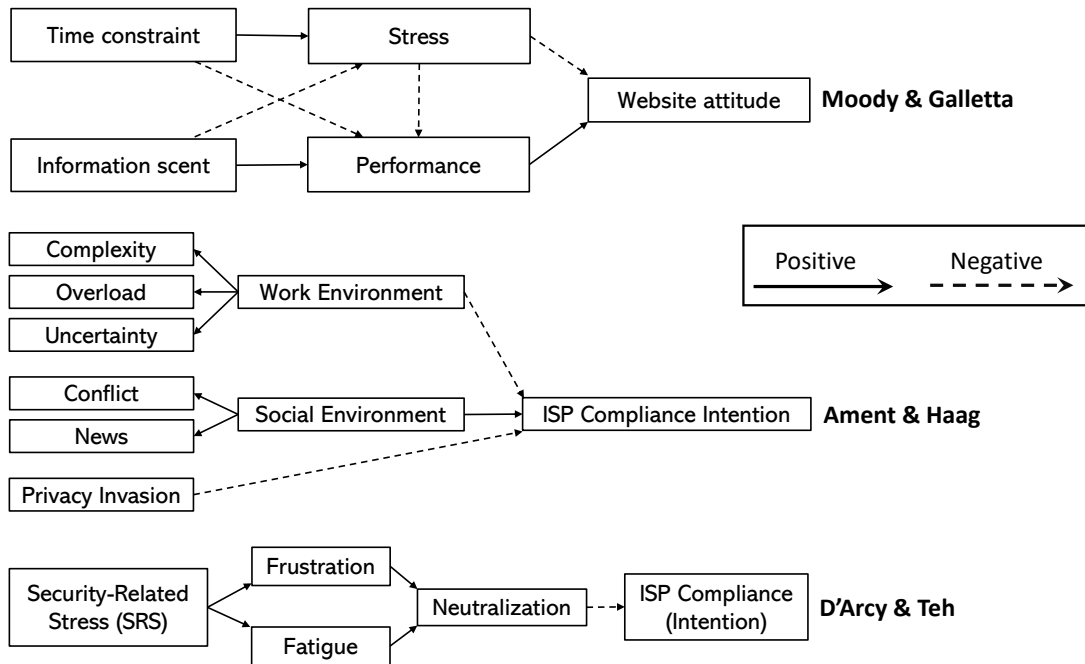 Time constraint
Stress
Website attitude
Moody & Galletta
Information scent
Performance
Complexity
Overload
Uncertainty
Work Environment
Positive
Negative
Conflict
News
Social Environment
ISP Compliance Intention
Ament & Haag
Privacy Invasion
Security-Related
Stress (SRS)
Frustration
Fatigue
Neutralization
ISP Compliance
(Intention)
D'Arcy & Teh